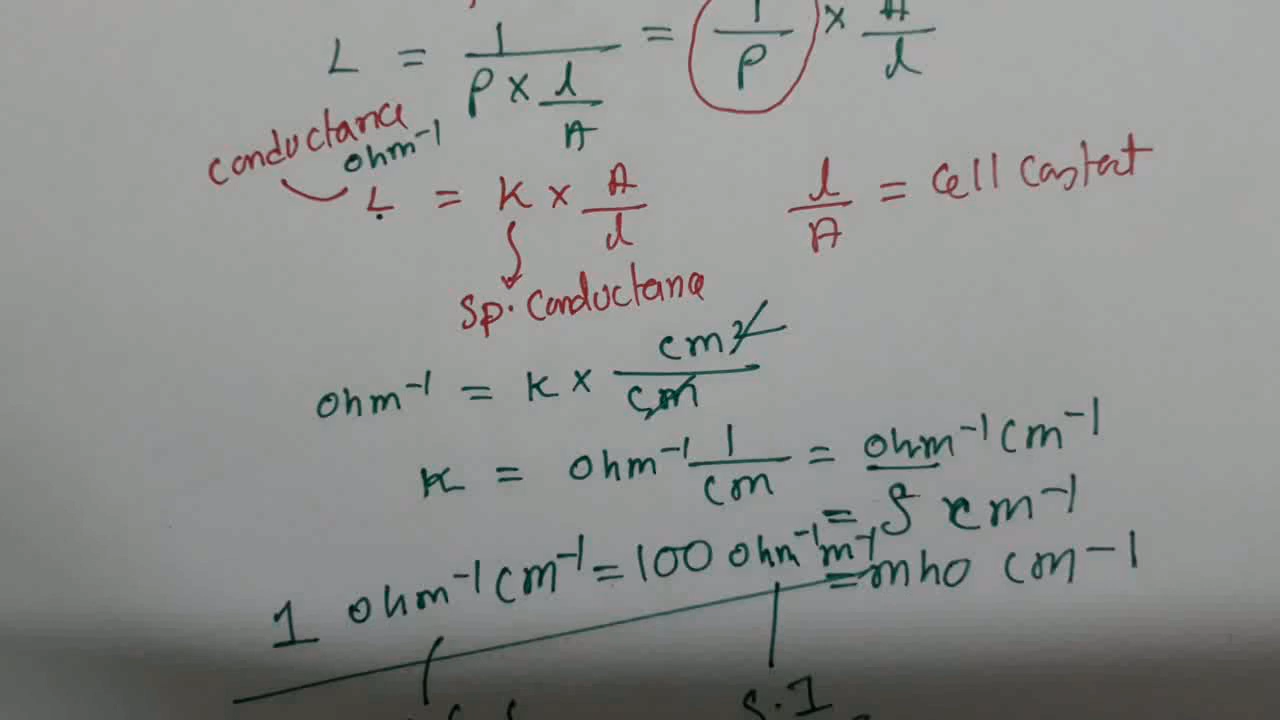 L = 1 / (ρ × l/A) = 1/ρ × A/l
conductance
ohm⁻¹
L = K × A/l
l/A = Cell Constent
Sp. Conductance
ohm⁻¹ = K × cm²/cm
K = ohm⁻¹ 1/cm = ohm⁻¹ cm⁻¹
= S cm⁻¹
1 ohm⁻¹ cm⁻¹ = 100 ohm⁻¹ m⁻¹
= mho cm⁻¹
S.I